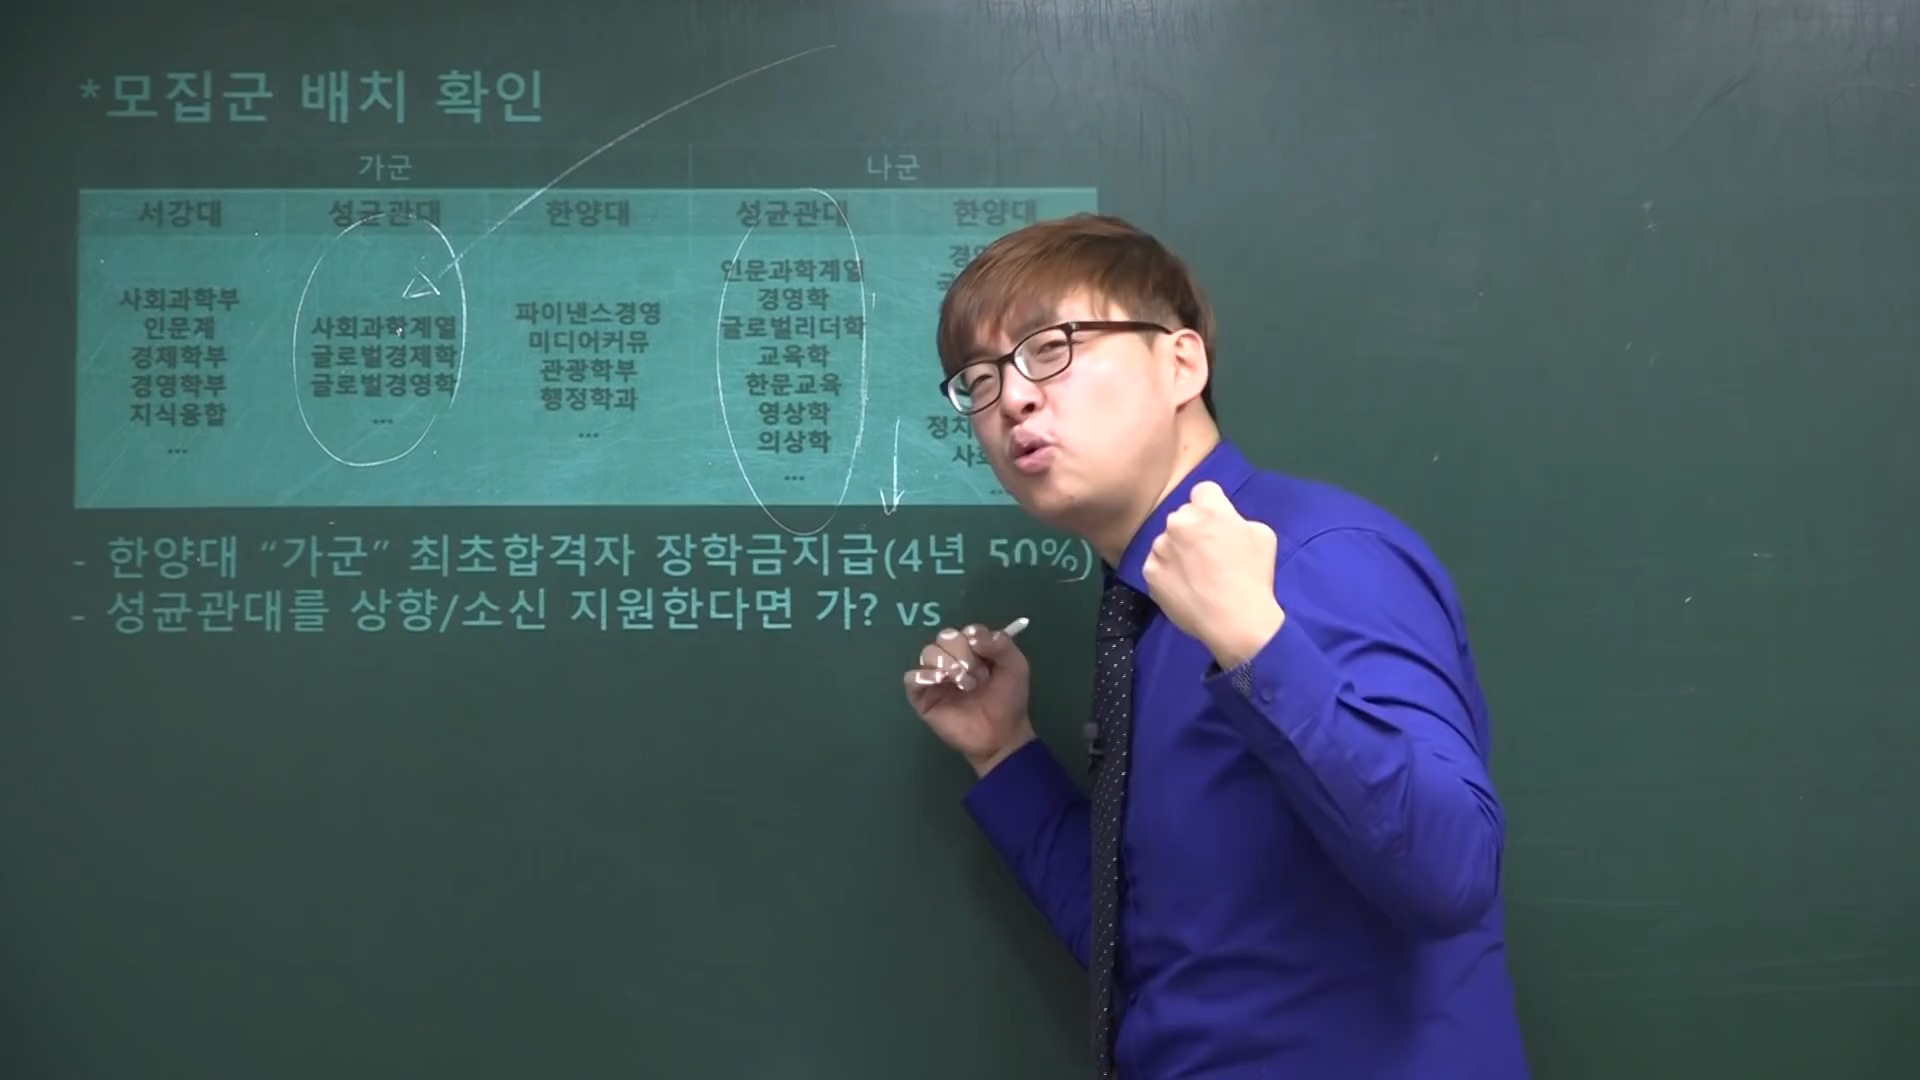 *모집군 배치 확인
가군 나군
서강대 성균관대 한양대 성균관대 한양대
사회과학부
인문계
경제학부
경영학부
지식융합
...
사회과학계열
글로벌경제학
글로벌경영학
...
파이낸스경영
미디어커뮤
관광학부
행정학과
...
인문과학계열
경영학
글로벌리더학
교육학
한문교육
영상학
의상학
...
정치
- 한양대 “가군” 최초합격자 장학금지급(4년 50%)
- 성균관대를 상향/소신 지원한다면 가? vs